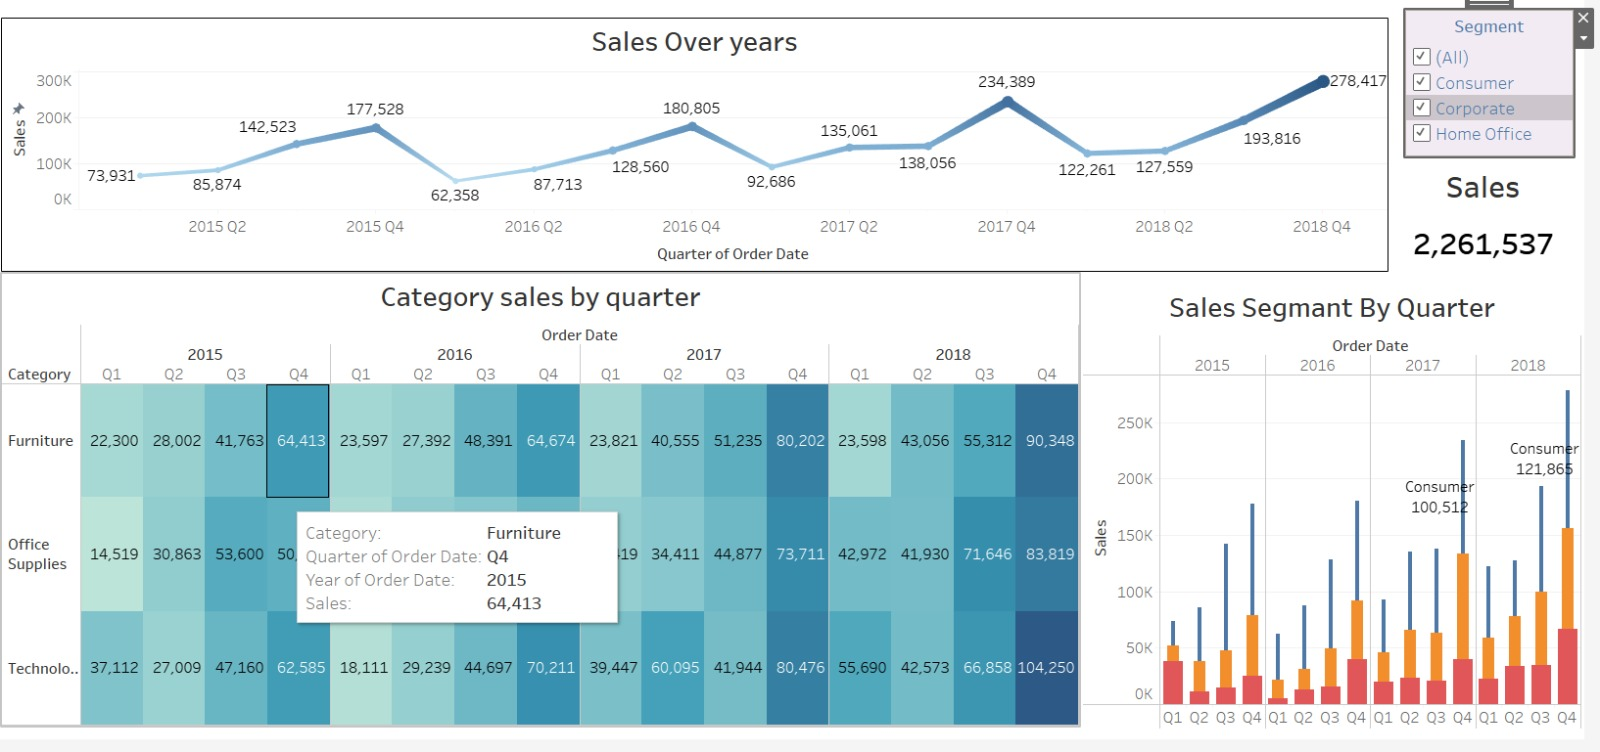 Sales Over years
Sales
300K
200K
100K
0K
73,931
85,874
142,523
177,528
62,358
87,713
128,560
180,805
92,686
135,061
138,056
234,389
122,261
127,559
193,816
278,417
2015 Q2 2015 Q4 2016 Q2 2016 Q4 2017 Q2 2017 Q4 2018 Q2 2018 Q4
Quarter of Order Date
Segment
(All)
Consumer
Corporate
Home Office
Sales
2,261,537
Category sales by quarter
Order Date
2015 2016 2017 2018
Category Q1 Q2 Q3 Q4 Q1 Q2 Q3 Q4 Q1 Q2 Q3 Q4 Q1 Q2 Q3 Q4
Furniture 22,300 28,002 41,763 64,413 23,597 27,392 48,391 64,674 23,821 40,555 51,235 80,202 23,598 43,056 55,312 90,348
Office
Supplies
14,519 30,863 53,600 50, 419 34,411 44,877 73,711 42,972 41,930 71,646 83,819
Technolo.. 37,112 27,009 47,160 62,585 18,111 29,239 44,697 70,211 39,447 60,095 41,944 80,476 55,690 42,573 66,858 104,250
Category: Furniture
Quarter of Order Date: Q4
Year of Order Date: 2015
Sales: 64,413
Sales Segmant By Quarter
Order Date
2015 2016 2017 2018
Sales
250K
200K
150K
100K
50K
0K
Consumer
100,512
Consumer
121,865
Q1 Q2 Q3 Q4 Q1 Q2 Q3 Q4 Q1 Q2 Q3 Q4 Q1 Q2 Q3 Q4